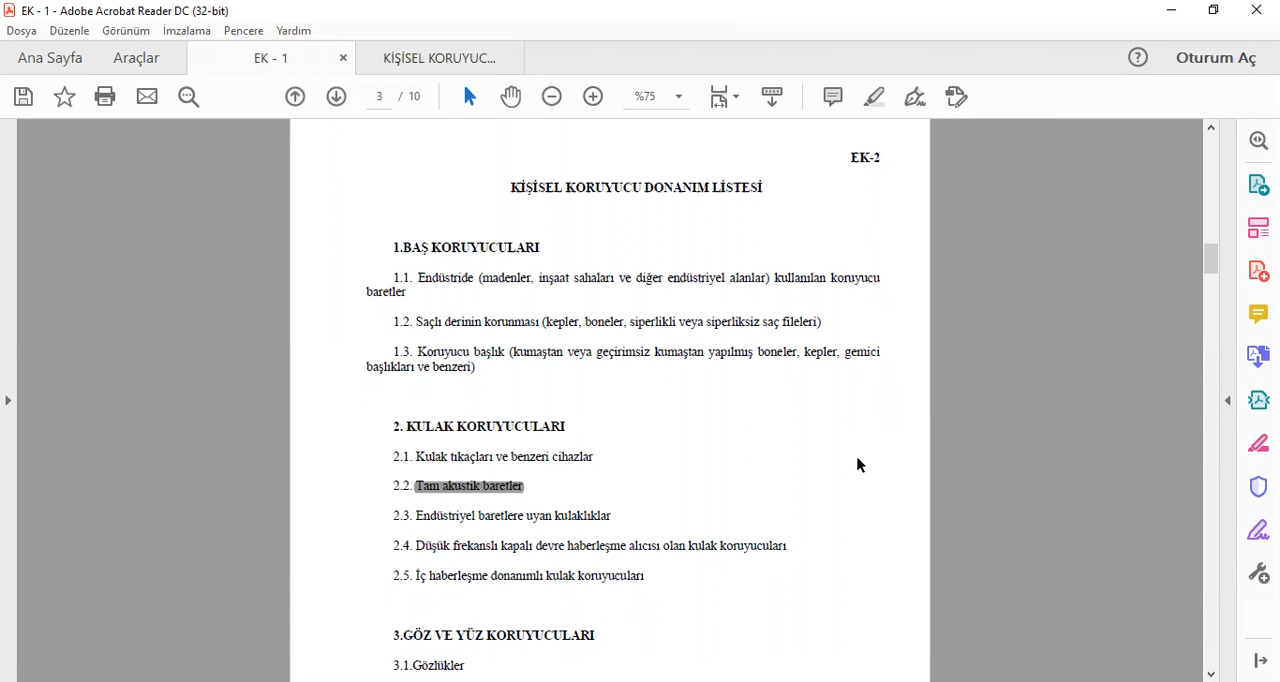 EK - 1 - Adobe Acrobat Reader DC (32-bit)
Dosya Düzenle Görünüm İmzalama Pencere Yardım
Ana Sayfa Araçlar EK - 1 KİŞİSEL KORUYUC... Oturum Aç
3 / 10 %75
EK-2
KİŞİSEL KORUYUCU DONANIM LİSTESİ
1.BAŞ KORUYUCULARI
1.1. Endüstride (madenler, inşaat sahaları ve diğer endüstriyel alanlar) kullanılan koruyucu
baretler
1.2. Saçlı derinin korunması (kepler, boneler, siperlikli veya siperliksiz saç fileleri)
1.3. Koruyucu başlık (kumaştan veya geçirimsiz kumaştan yapılmış boneler, kepler, gemici
başlıkları ve benzeri)
2. KULAK KORUYUCULARI
2.1. Kulak tıkaçları ve benzeri cihazlar
2.2. Tam akustik baretler
2.3. Endüstriyel baretlere uyan kulaklıklar
2.4. Düşük frekanslı kapalı devre haberleşme alıcısı olan kulak koruyucuları
2.5. İç haberleşme donanımlı kulak koruyucuları
3.GÖZ VE YÜZ KORUYUCULARI
3.1.Gözlükler